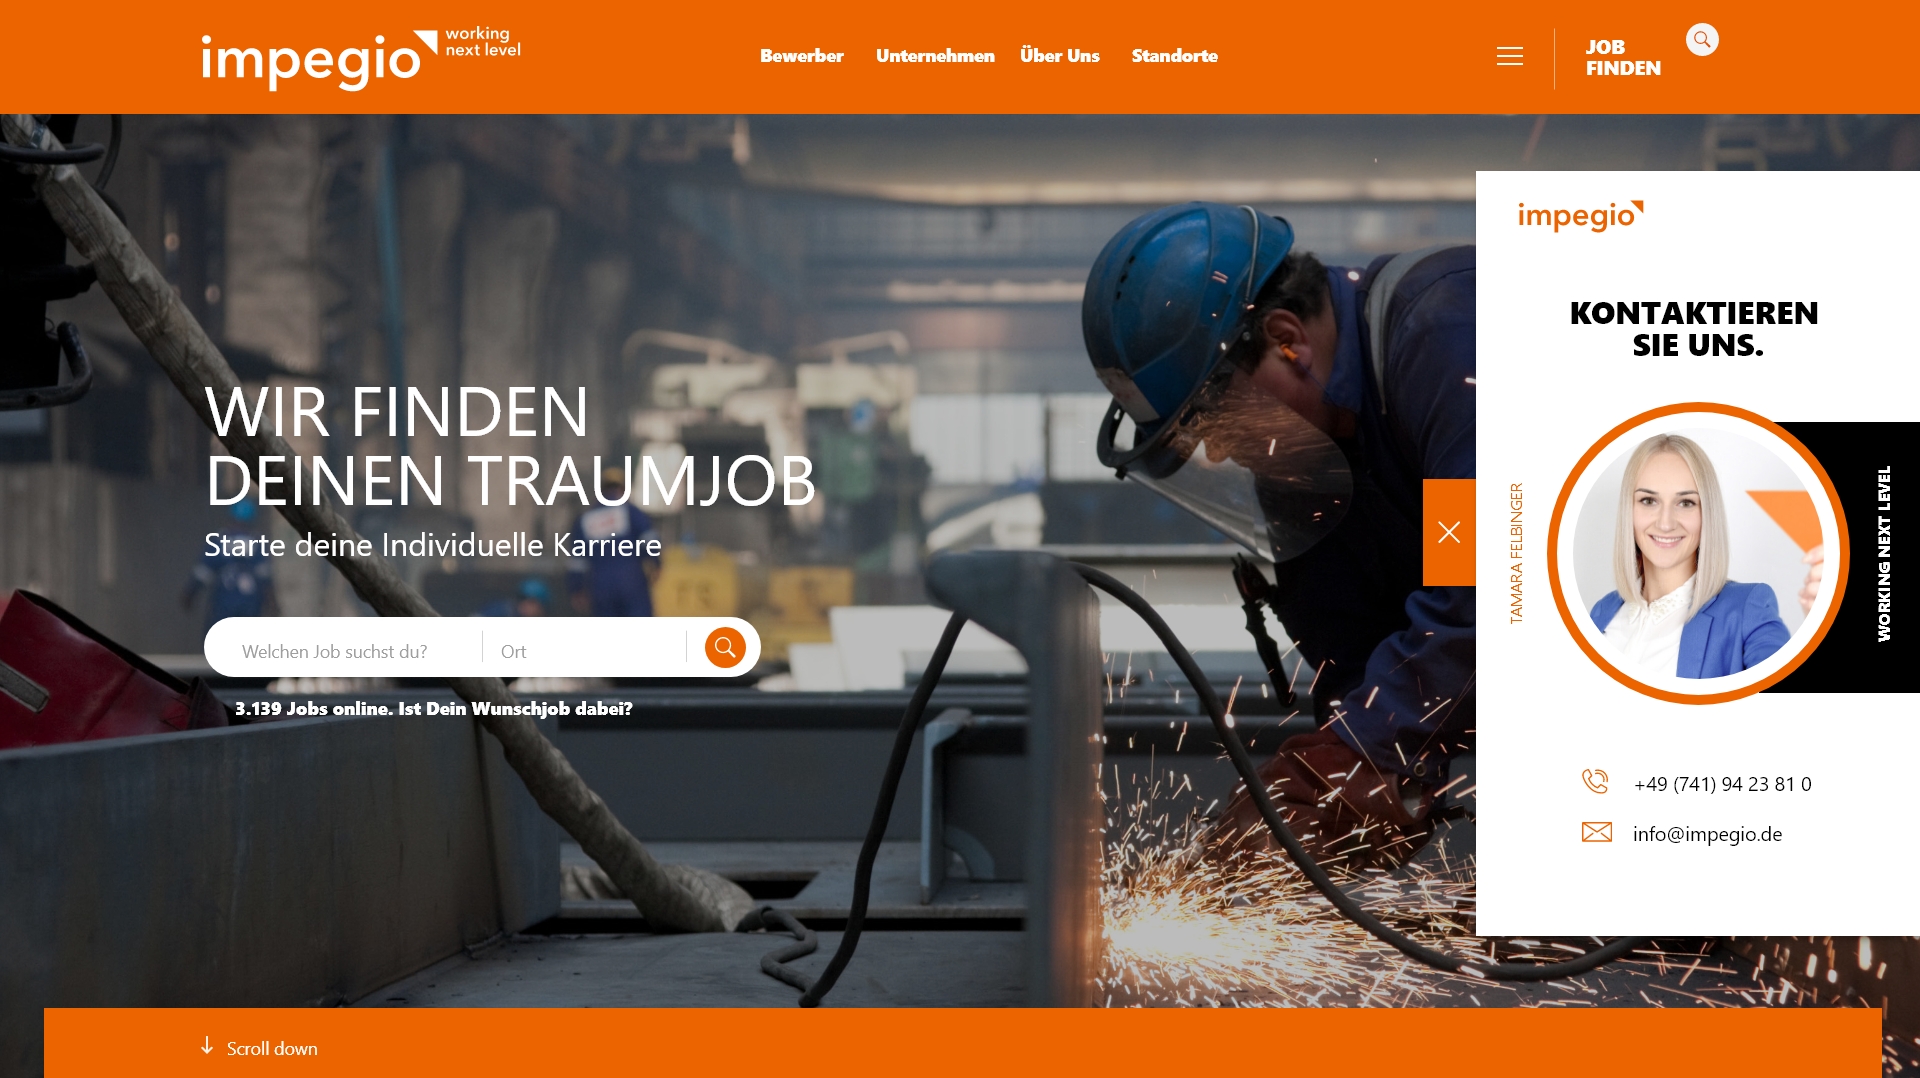 impegio
working
next level
Bewerber
Unternehmen
Über Uns
Standorte
JOB
FINDEN
WIR FINDEN
DEINEN TRAUMJOB
Starte deine Individuelle Karriere
Welchen Job suchst du?
Ort
3.139 Jobs online. Ist Dein Wunschjob dabei?
impegio
KONTAKTIEREN
SIE UNS.
TAMARA FELBINGER
WORKING NEXT LEVEL
+49 (741) 94 23 81 0
info@impegio.de
Scroll down